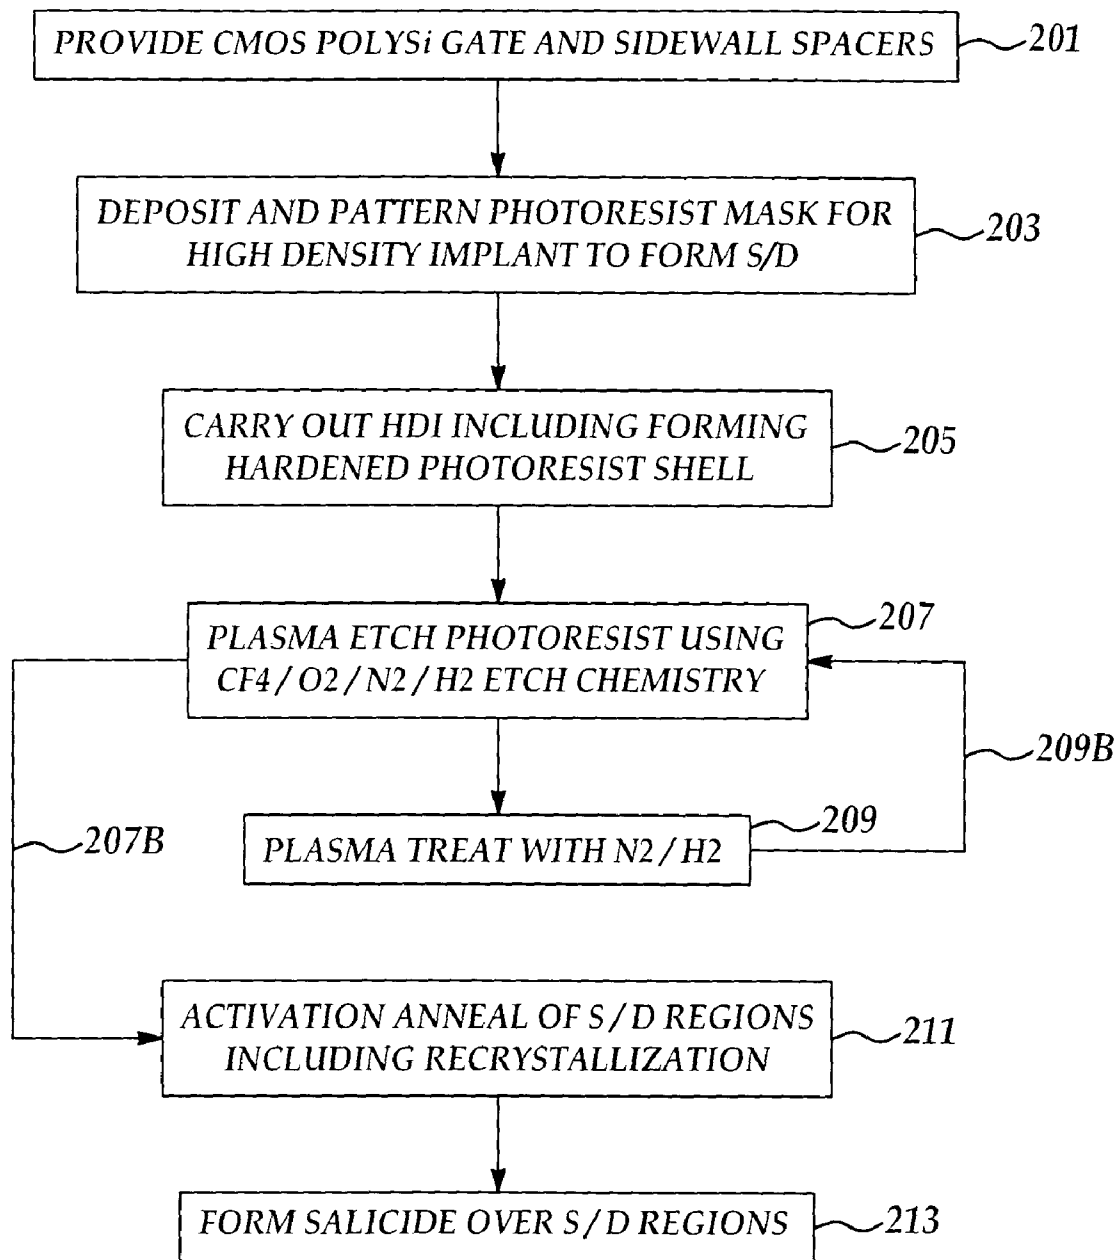 PROVIDE CMOS POLYSi GATE AND SIDEWALL SPACERS
201
DEPOSIT AND PATTERN PHOTORESIST MASK FOR
HIGH DENSITY IMPLANT TO FORM S/D
203
CARRY OUT HDI INCLUDING FORMING
HARDENED PHOTORESIST SHELL
205
PLASMA ETCH PHOTORESIST USING
CF4/O2/N2/H2 ETCH CHEMISTRY
207
209B
PLASMA TREAT WITH N2/H2
209
207B
ACTIVATION ANNEAL OF S/D REGIONS
INCLUDING RECRYSTALLIZATION
211
FORM SALICIDE OVER S/D REGIONS
213